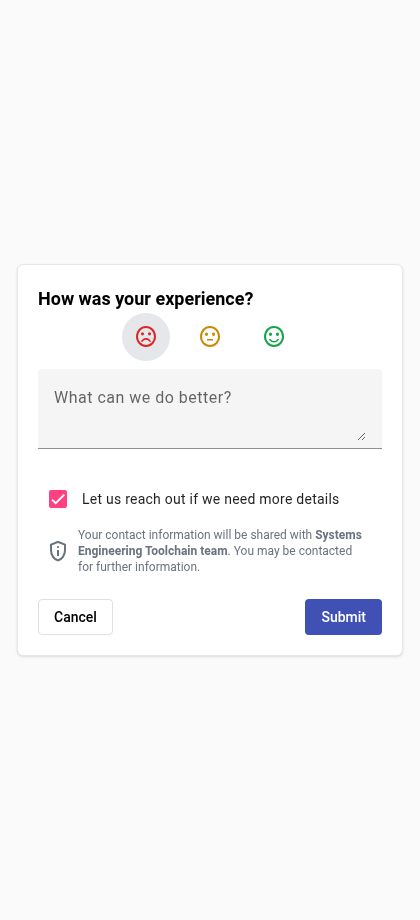 How was your experience?
What can we do better?
Let us reach out if we need more details
Your contact information will be shared with Systems
Engineering Toolchain team. You may be contacted
for further information.
Cancel
Submit